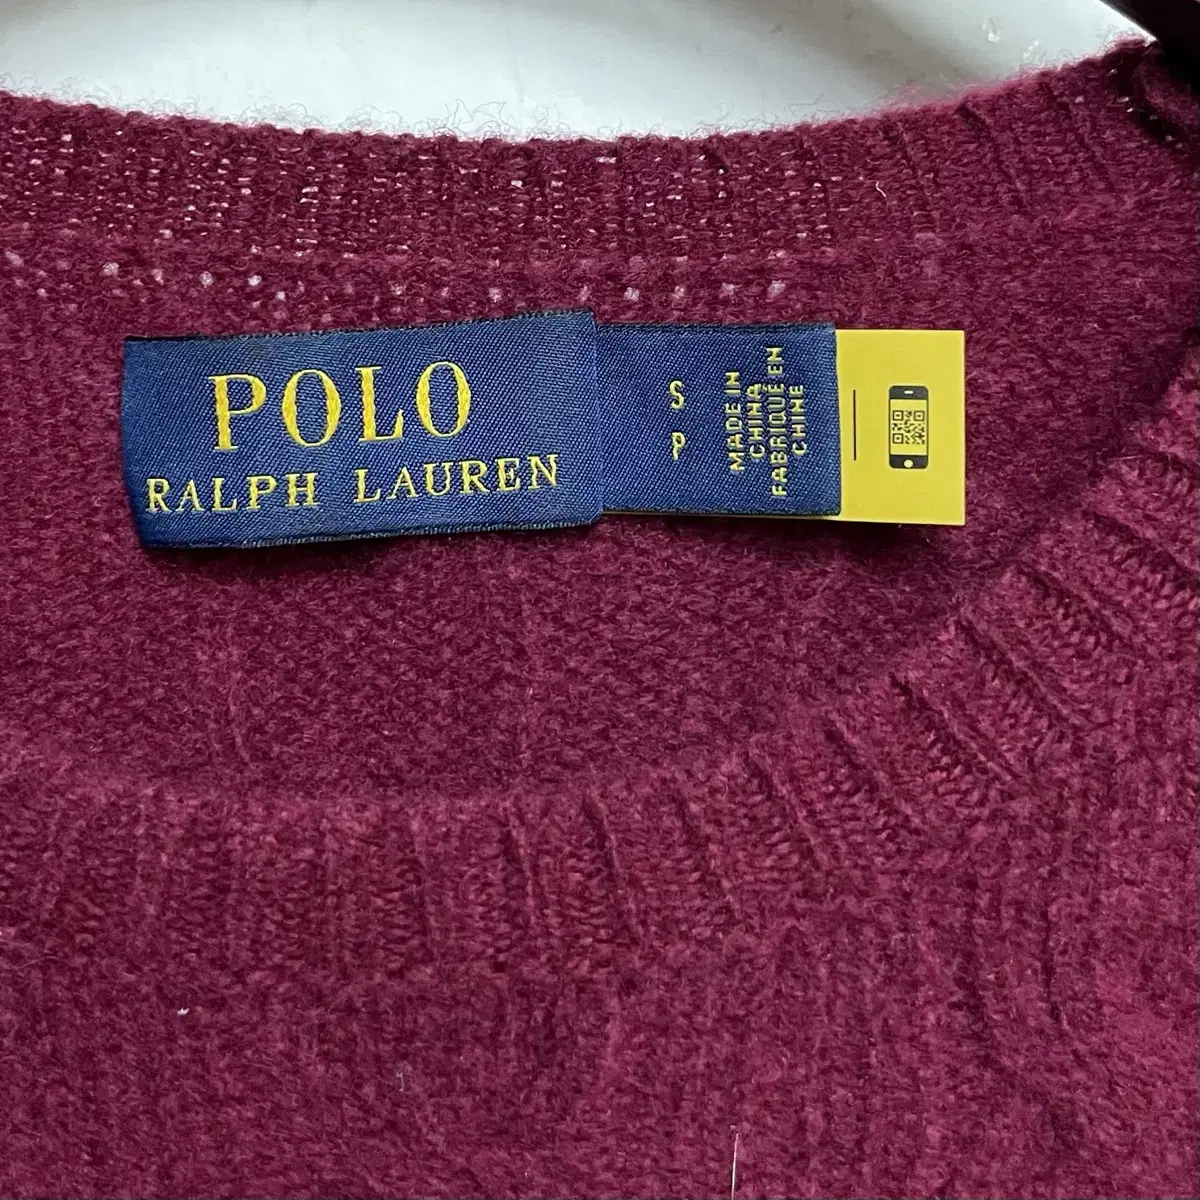 POLO
RALPH LAUREN
S
P
MADE IN
CHINA
FABRIQUÉ EN
CHINE